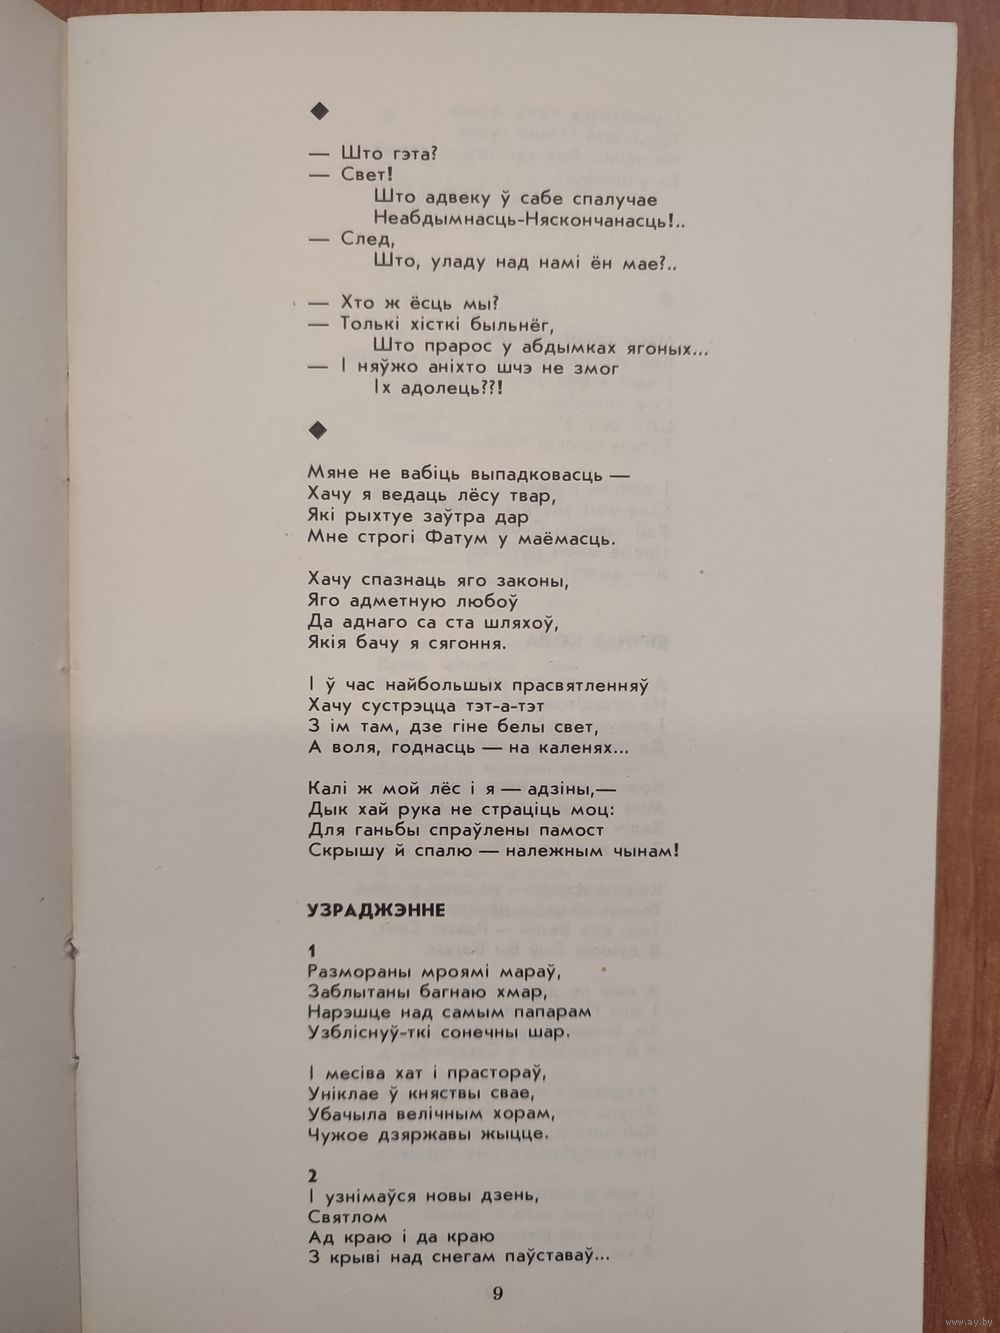 ◆
— Што гэта?
— Свет!
Што адвеку ў сабе спалучае
Неабдымнасць-Няскончанасць!..
— След,
Што, уладу над намі ён мае?..
— Хто ж ёсць мы?
— Толькі хісткі быльнёг,
Што прарос у абдымках ягоных...
— І няўжо аніхто шчэ не змог
Іх адолець??!
◆
Мяне не вабіць выпадковасць —
Хачу я ведаць лёсу твар,
Які рыхтуе заўтра дар
Мне строгі Фатум у маёмасць.
Хачу спазнаць яго законы,
Яго адметную любоў
Да аднаго са ста шляхоў,
Якія бачу я сягоння.
І ў час найбольшых прасвятленняў
Хачу сустрэцца тэт-а-тэт
З ім там, дзе гіне белы свет,
А воля, годнасць — на каленях...
Калі ж мой лёс і я — адзіны,—
Дык хай рука не страціць моц:
Для ганьбы спраўлены памост
Скрышу й спалю — належным чынам!
УЗРАДЖЭННЕ
1
Размораны мроямі мараў,
Заблытаны багнаю хмар,
Нарэшце над самым папарам
Узбліснуў-ткі сонечны шар.
І месіва хат і прастораў,
Уніклае ў княствы свае,
Убачыла велічным хорам,
Чужое дзяржавы жыцце.
2
І узнімаўся новы дзень,
Святлом
Ад краю і да краю
З крыві над снегам паўставаў...
9
www.ay.by